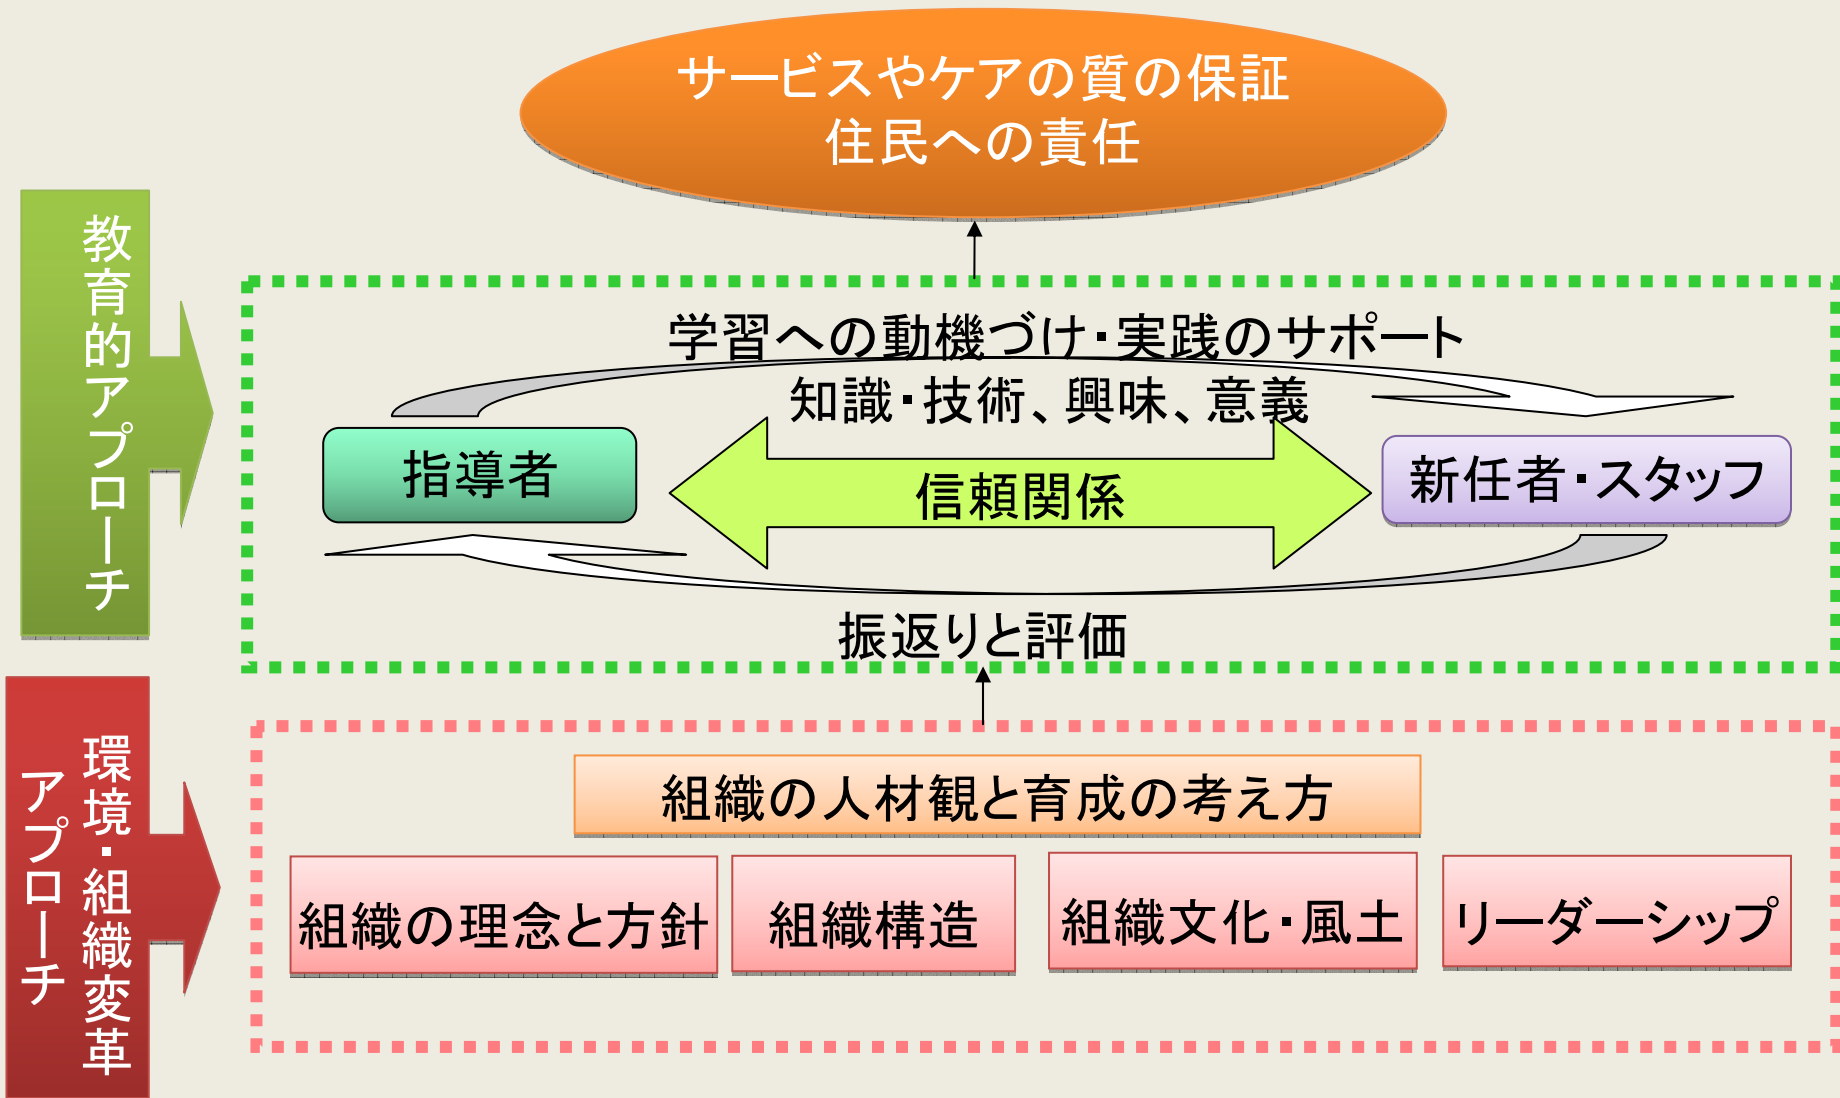 サービスやケアの質の保証
住民への責任
教育的アプローチ
学習への動機づけ・実践のサポート
知識・技術、興味、意義
指導者
信頼関係
新任者・スタッフ
振返りと評価
環境・組織変革
アプローチ
組織の人材観と育成の考え方
組織の理念と方針
組織構造
組織文化・風土
リーダーシップ